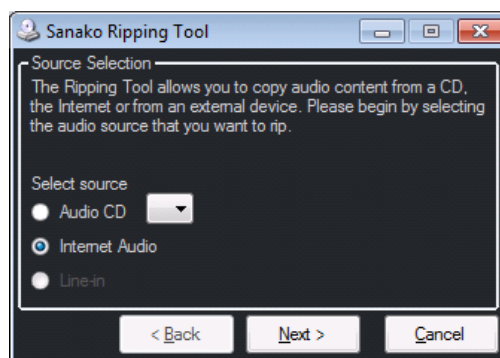 Sanako Ripping Tool
Source Selection
The Ripping Tool allows you to copy audio content from a CD,
the Internet or from an external device. Please begin by selecting
the audio source that you want to rip.
Select source
Audio CD
Internet Audio
Line-in
< Back Next > Cancel